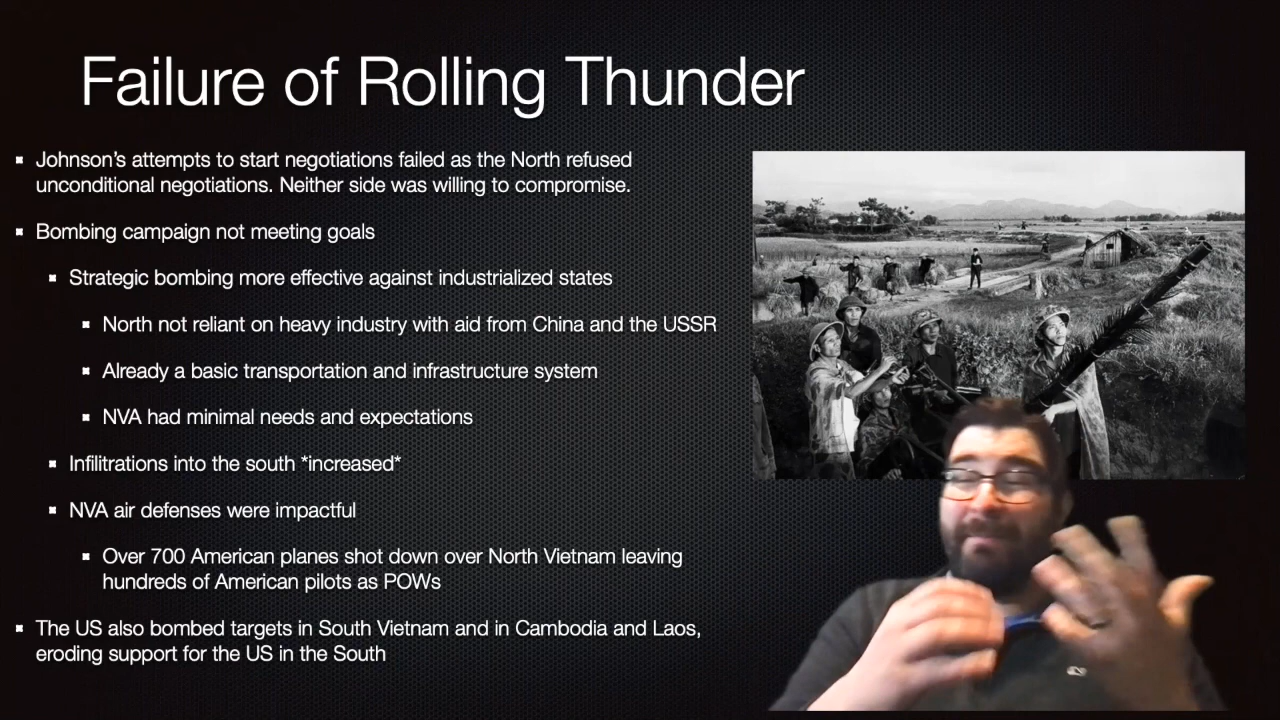 Failure of Rolling Thunder
Johnson's attempts to start negotiations failed as the North refused
unconditional negotiations. Neither side was willing to compromise.
Bombing campaign not meeting goals
Strategic bombing more effective against industrialized states
North not reliant on heavy industry with aid from China and the USSR
Already a basic transportation and infrastructure system
NVA had minimal needs and expectations
Infilitrations into the south *increased*
NVA air defenses were impactful
Over 700 American planes shot down over North Vietnam leaving
hundreds of American pilots as POWs
The US also bombed targets in South Vietnam and in Cambodia and Laos,
eroding support for the US in the South